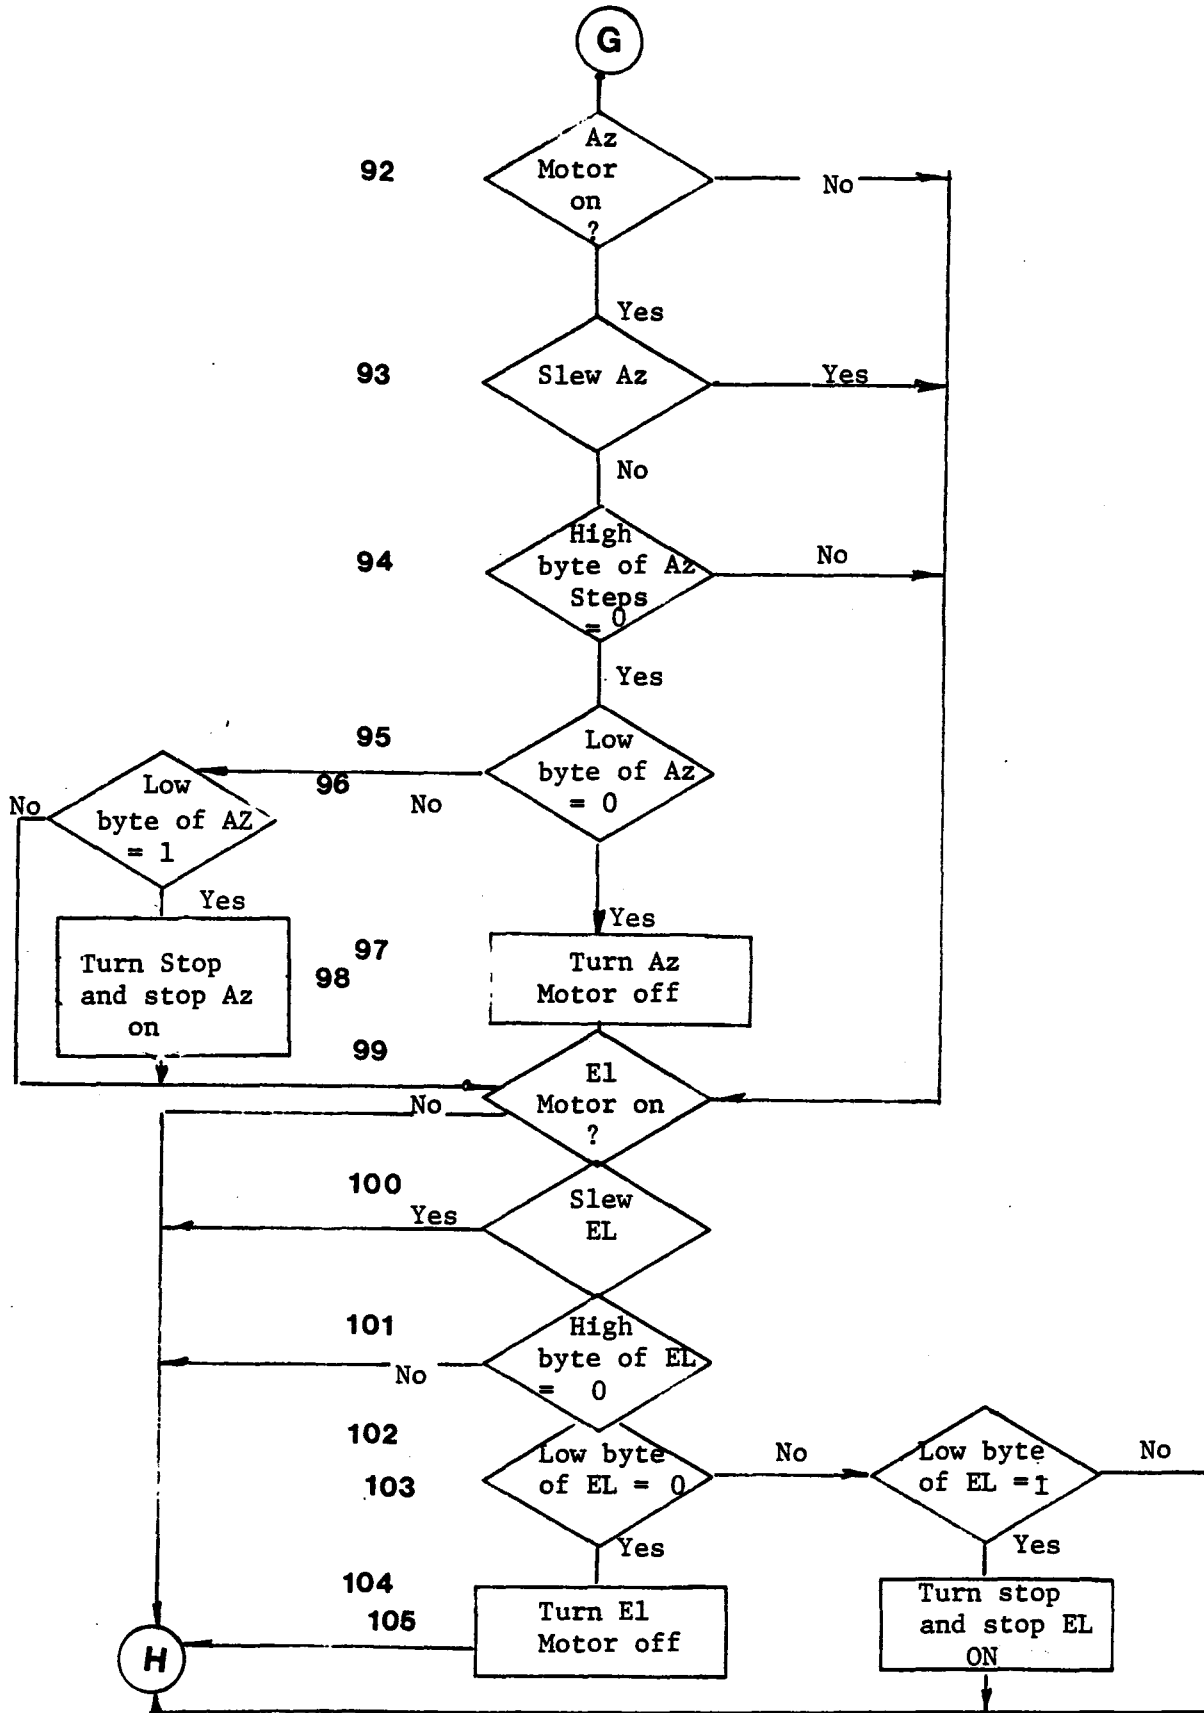 G
92
Az
Motor
on
?
No
Yes
93
Slew Az
Yes
No
94
High
byte of Az
Steps
= 0
No
Yes
95
Low
byte of Az
= 0
96
No
Low
byte of AZ
= 1
No
Yes
Yes
97
98
Turn Stop
and stop Az
on
Turn Az
Motor off
99
El
Motor on
?
No
100
Slew
EL
Yes
101
High
byte of EL
= 0
No
102
103
Low byte
of EL = 0
No
Low byte
of EL = 1
No
Yes
Yes
104
105
Turn El
Motor off
Turn stop
and stop EL
ON
H